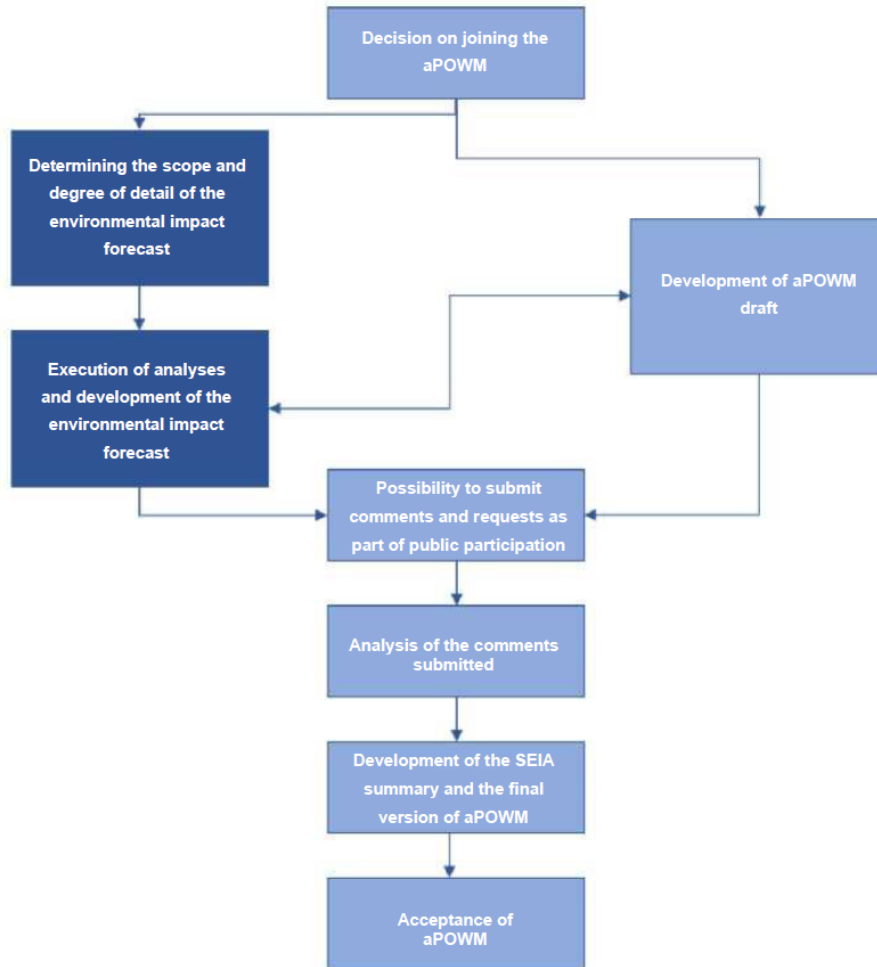 Decision on joining the
aPOWM
Determining the scope and
degree of detail of the
environmental impact
forecast
Development of aPOWM
draft
Execution of analyses
and development of the
environmental impact
forecast
Possibility to submit
comments and requests as
part of public participation
Analysis of the comments
submitted
Development of the SEIA
summary and the final
version of aPOWM
Acceptance of
aPOWM